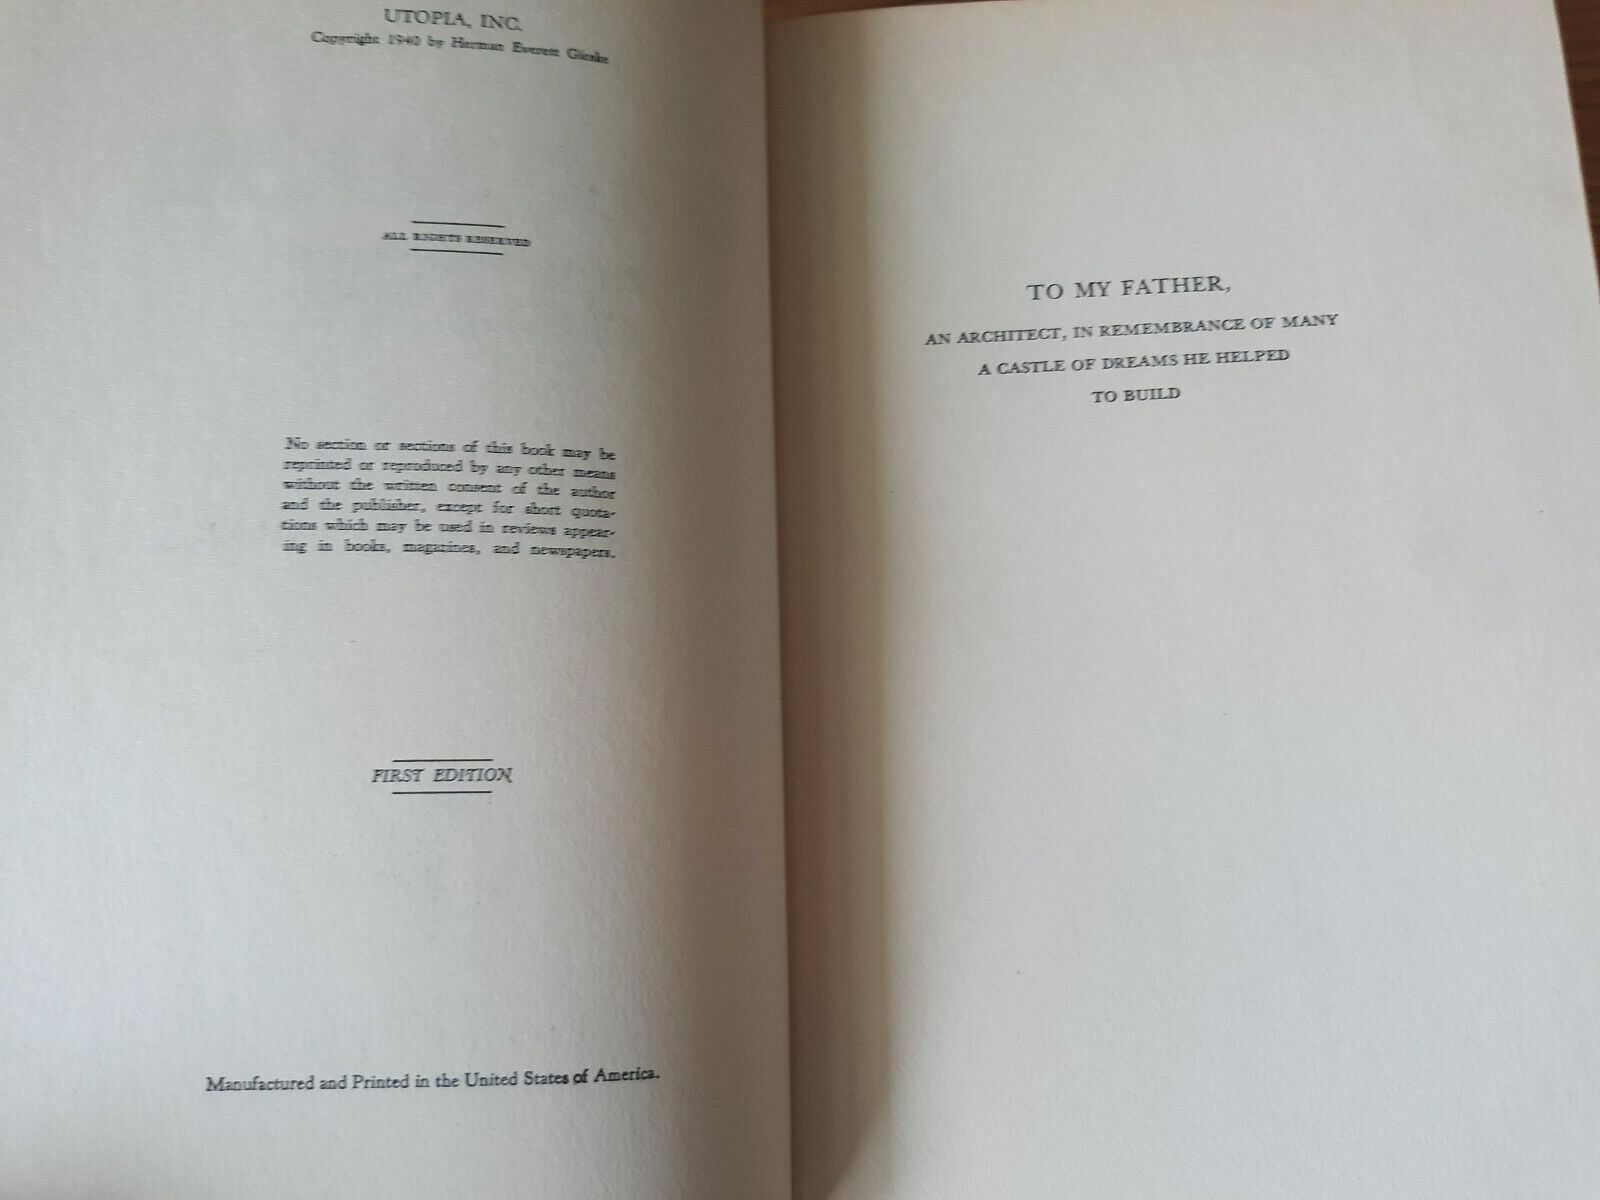 UTOPIA, INC.
Copyright 1940 by Herman Everett Gieske
ALL RIGHTS RESERVED
No section or sections of this book may be
reprinted or reproduced by any other means
without the written consent of the author
and the publisher, except for short quota-
tions which may be used in reviews appear-
ing in books, magazines, and newspapers.
FIRST EDITION
Manufactured and Printed in the United States of America.
TO MY FATHER,
AN ARCHITECT, IN REMEMBRANCE OF MANY
A CASTLE OF DREAMS HE HELPED
TO BUILD